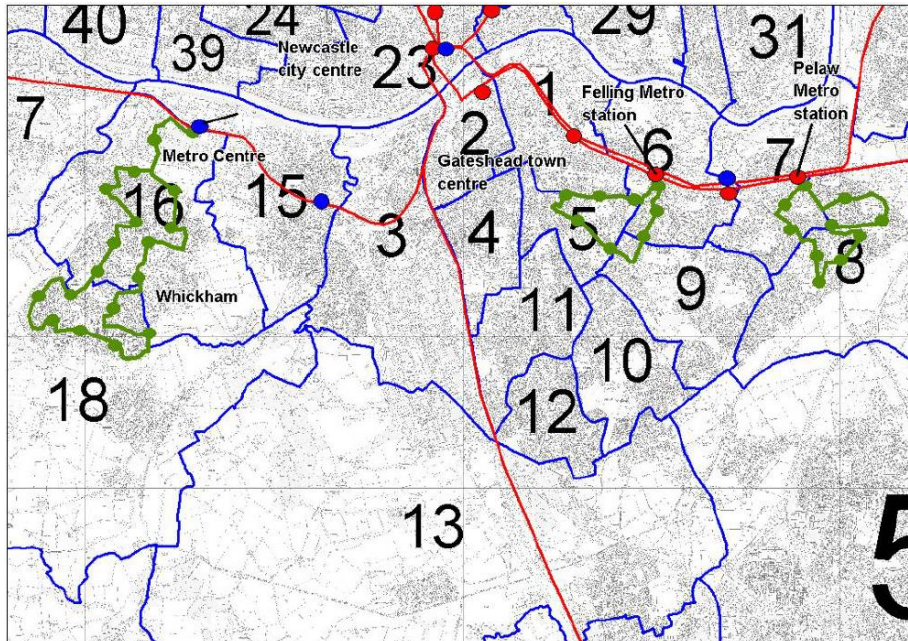 40
24
39
Newcastle
city centre
23
29
31
1
Felling Metro
station
Pelaw
Metro
station
7
2
6
7
Metro Centre
Gateshead town
centre
16
15
3
4
5
8
9
Whickham
11
10
18
12
13
5